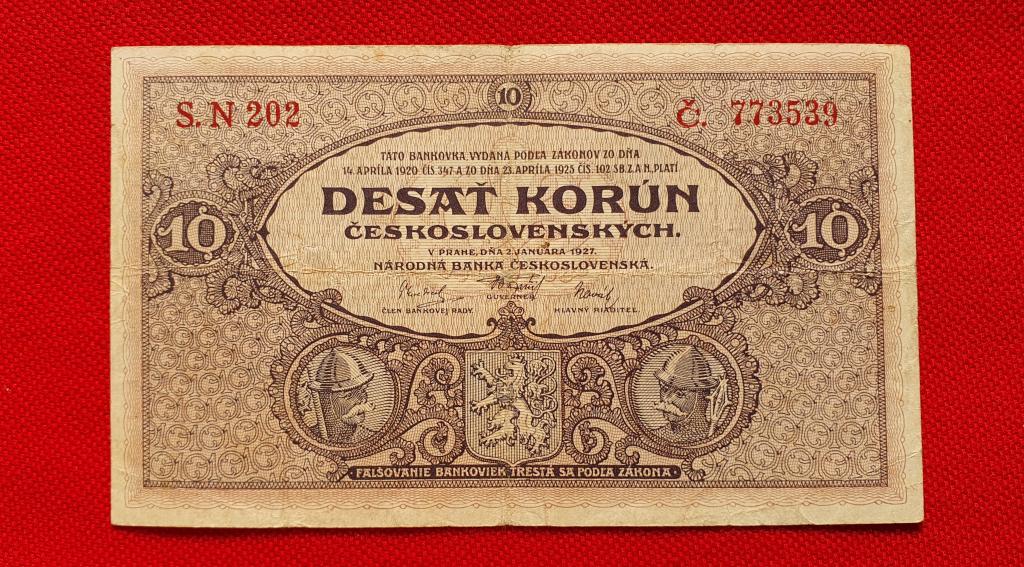 S. N 202
Č. 773539
10
TÁTO BANKOVKA VYDANÁ PODĽA ZÁKONOV ZO DŇA
14. APRÍLA 1920 ČÍS 347 A ZO DŇA 23. APRÍLA 1925 ČÍS. 102 SB. Z. A N. PLATÍ
DESAŤ KORÚN
ČESKOSLOVENSKÝCH.
V PRAHE, DŇA 2. JANUÁRA 1927.
NÁRODNÁ BANKA ČESKOSLOVENSKÁ.
GUVERNÉR
ČLEN BANKOVEJ RADY.
HLAVNÝ RIADITEĽ
10
10
· FALŠOVANIE BANKOVIEK TRESTÁ SA PODĽA ZÁKONA ·